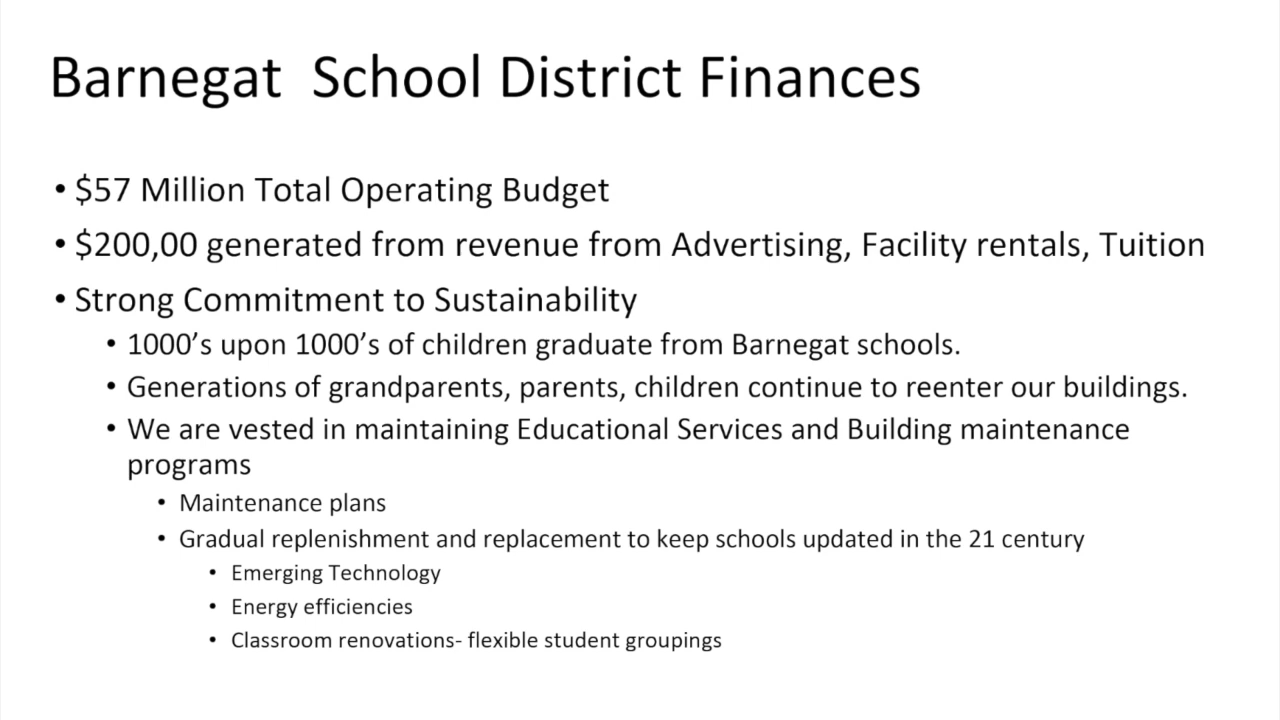 Barnegat  School District Finances
• $57 Million Total Operating Budget
• $200,00 generated from revenue from Advertising, Facility rentals, Tuition
• Strong Commitment to Sustainability
• 1000’s upon 1000’s of children graduate from Barnegat schools.
• Generations of grandparents, parents, children continue to reenter our buildings.
• We are vested in maintaining Educational Services and Building maintenance
programs
• Maintenance plans
• Gradual replenishment and replacement to keep schools updated in the 21 century
• Emerging Technology
• Energy efficiencies
• Classroom renovations- flexible student groupings